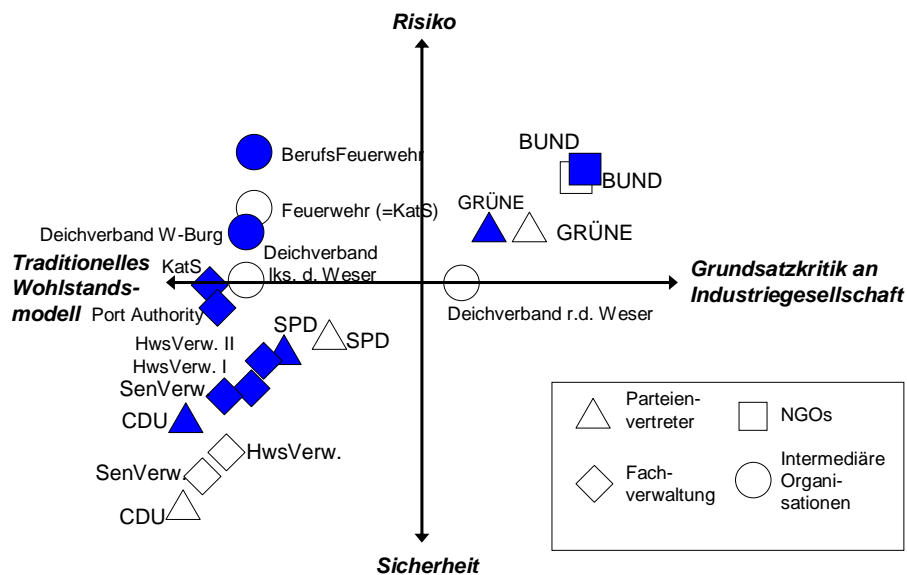 Risiko
BUND
BerufsFeuerwehr
BUND
GRÜNE
Feuerwehr (=KatS)
GRÜNE
Deichverband W-Burg
Deichverband
lks. d. Weser
Traditionelles
Wohlstands-
modell
KatS
Grundsatzkritik an
Industriegesellschaft
Port Authority
Deichverband r.d. Weser
SPD
SPD
HwsVerw. II
HwsVerw. I
SenVerw.
CDU
HwsVerw.
SenVerw.
CDU
Parteien-
vertreter
NGOs
Fach-
verwaltung
Intermediäre
Organi-
sationen
Sicherheit